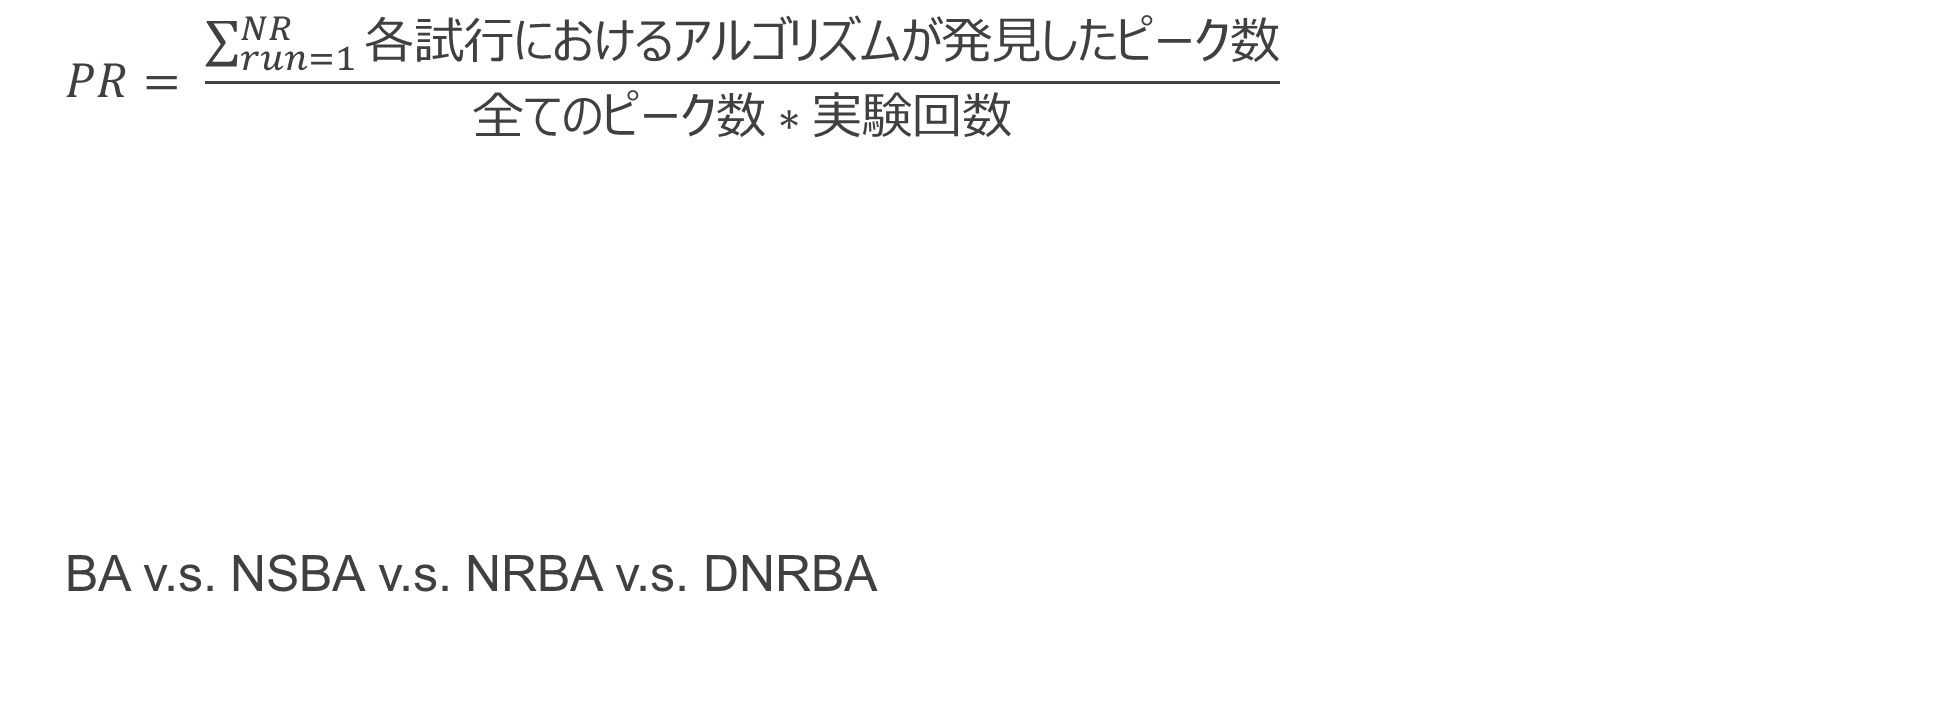 PR = \frac{\sum_{run=1}^{NR} 各試行におけるアルゴリズムが発見したピーク数}{全てのピーク数 * 実験回数}
BA v.s. NSBA v.s. NRBA v.s. DNRBA